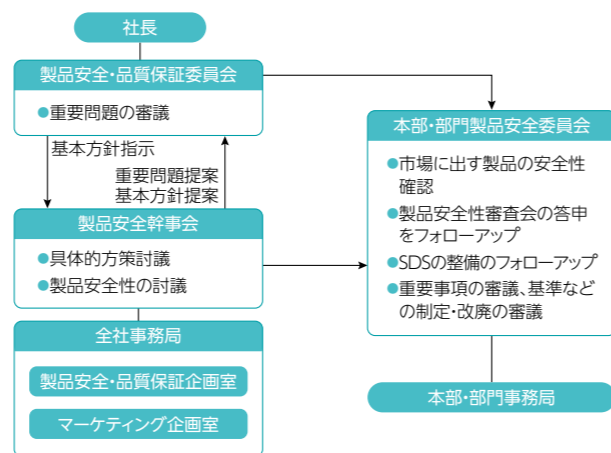 社長
製品安全・品質保証委員会
●重要問題の審議
基本方針指示
重要問題提案
基本方針提案
製品安全幹事会
●具体的方策討議
●製品安全性の討議
全社事務局
製品安全・品質保証企画室
マーケティング企画室
本部・部門製品安全委員会
●市場に出す製品の安全性
確認
●製品安全性審査会の答申
をフォローアップ
●SDSの整備のフォローアップ
●重要事項の審議、基準など
の制定・改廃の審議
本部・部門事務局